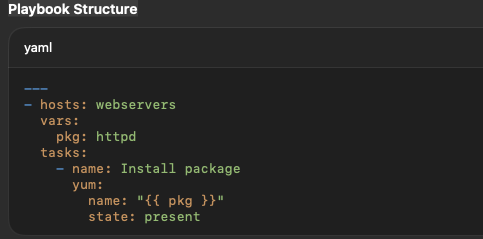 Playbook Structure
yaml
---
- hosts: webservers
  vars:
    pkg: httpd
  tasks:
    - name: Install package
      yum:
        name: "{{ pkg }}"
        state: present